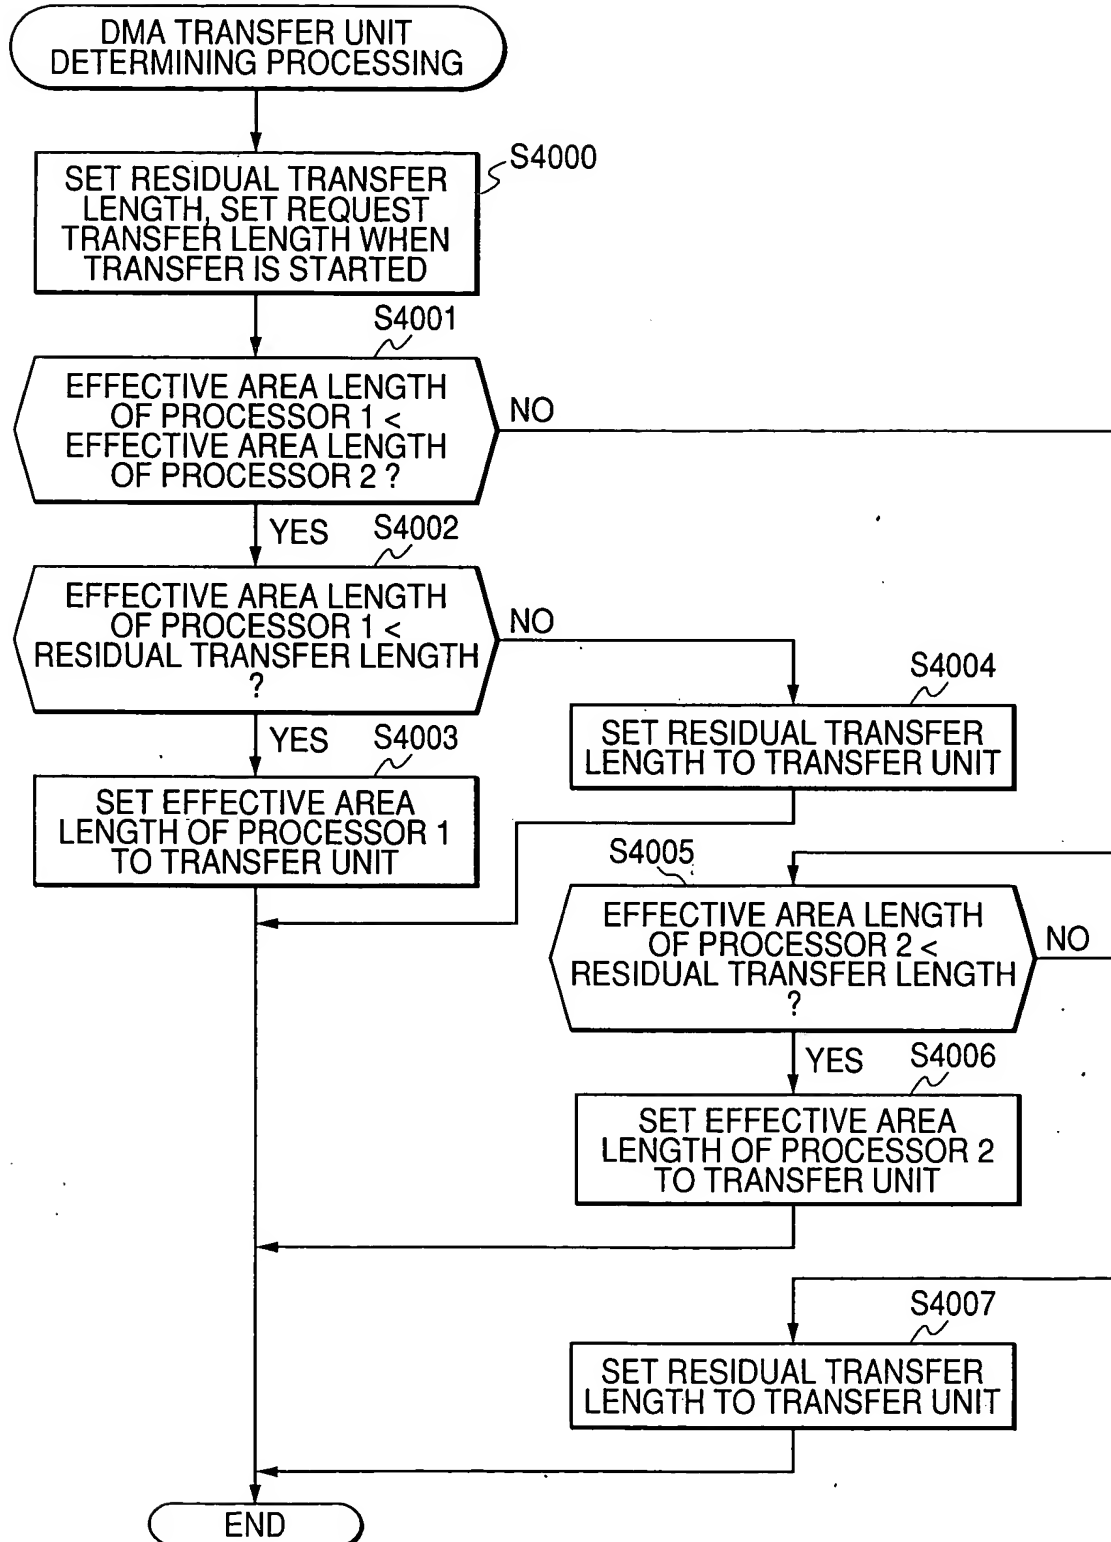 DMA TRANSFER UNIT
DETERMINING PROCESSING
S4000
SET RESIDUAL TRANSFER
LENGTH, SET REQUEST
TRANSFER LENGTH WHEN
TRANSFER IS STARTED
S4001
EFFECTIVE AREA LENGTH
OF PROCESSOR 1 <
EFFECTIVE AREA LENGTH
OF PROCESSOR 2 ?
NO
YES
S4002
EFFECTIVE AREA LENGTH
OF PROCESSOR 1 <
RESIDUAL TRANSFER LENGTH
?
NO
YES
S4003
SET EFFECTIVE AREA
LENGTH OF PROCESSOR 1
TO TRANSFER UNIT
S4004
SET RESIDUAL TRANSFER
LENGTH TO TRANSFER UNIT
S4005
EFFECTIVE AREA LENGTH
OF PROCESSOR 2 <
RESIDUAL TRANSFER LENGTH
?
NO
YES
S4006
SET EFFECTIVE AREA
LENGTH OF PROCESSOR 2
TO TRANSFER UNIT
S4007
SET RESIDUAL TRANSFER
LENGTH TO TRANSFER UNIT
END